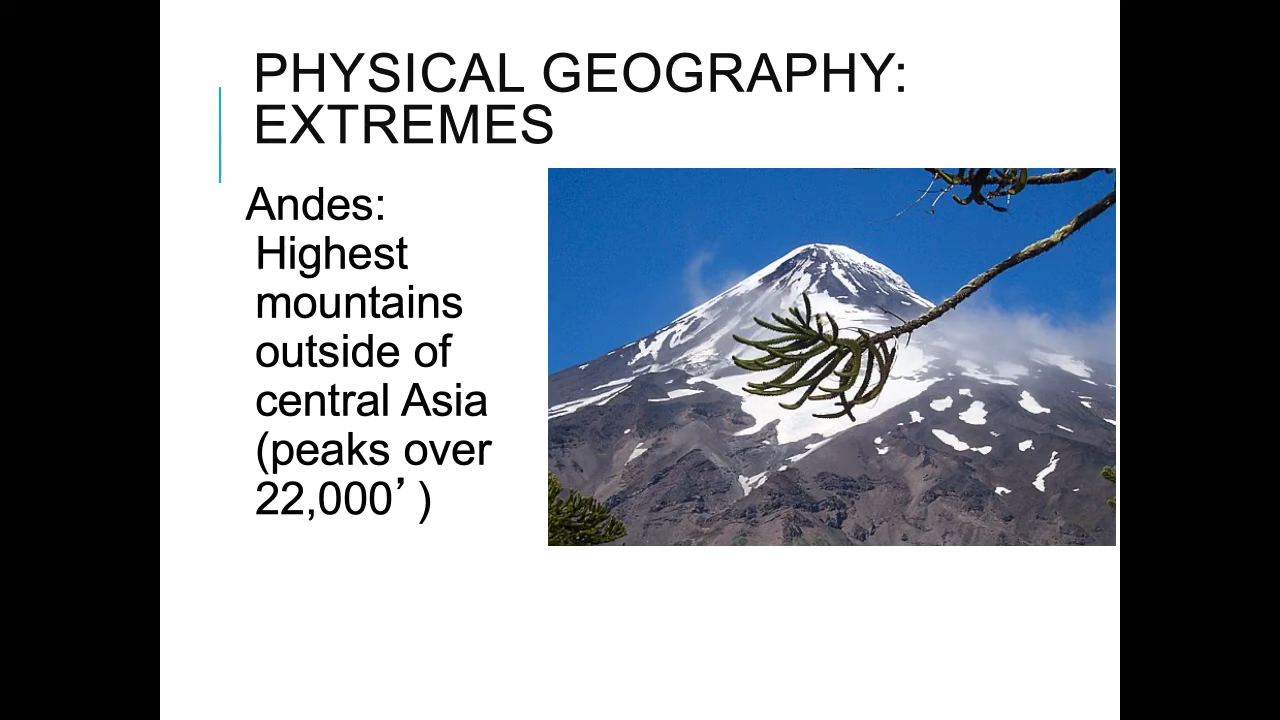 PHYSICAL GEOGRAPHY:
EXTREMES
Andes:
Highest
mountains
outside of
central Asia
(peaks over
22,000’ )